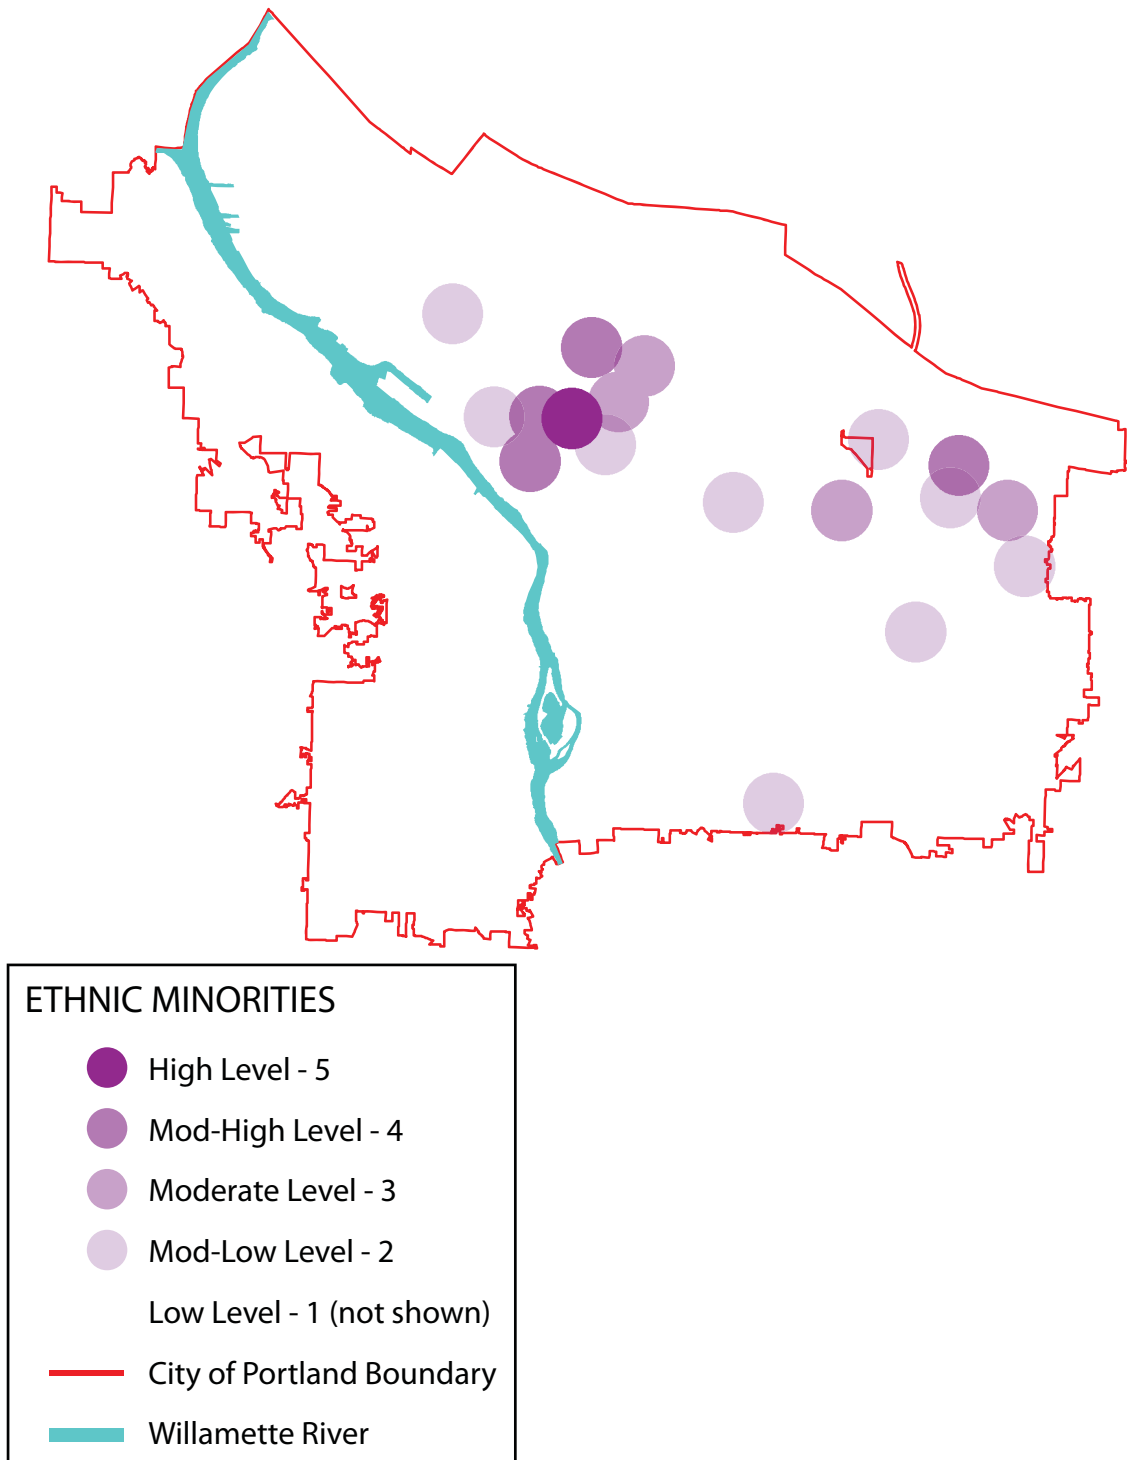 ETHNIC MINORITIES
High Level - 5
Mod-High Level - 4
Moderate Level - 3
Mod-Low Level - 2
Low Level - 1 (not shown)
City of Portland Boundary
Willamette River